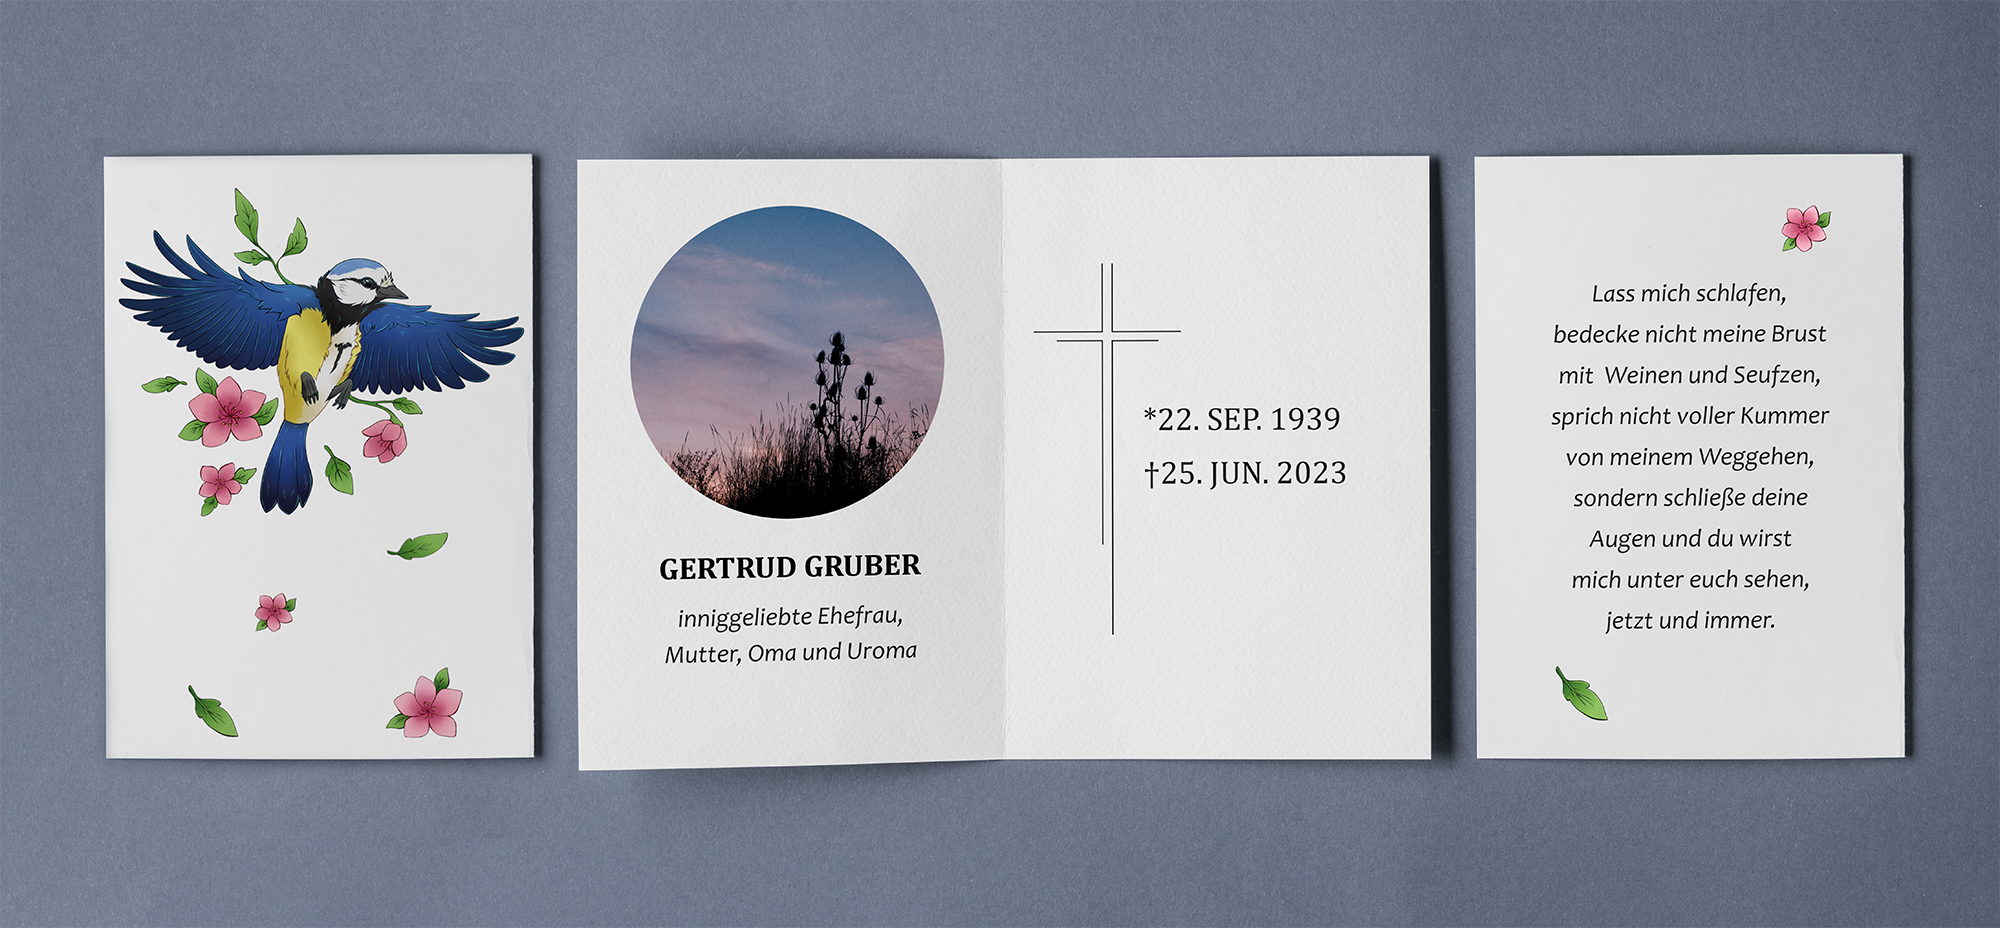 GERTRUD GRUBER
inniggeliebte Ehefrau,
Mutter, Oma und Uroma
*22. SEP. 1939
†25. JUN. 2023
Lass mich schlafen,
bedecke nicht meine Brust
mit  Weinen und Seufzen,
sprich nicht voller Kummer
von meinem Weggehen,
sondern schließe deine
Augen und du wirst
mich unter euch sehen,
jetzt und immer.